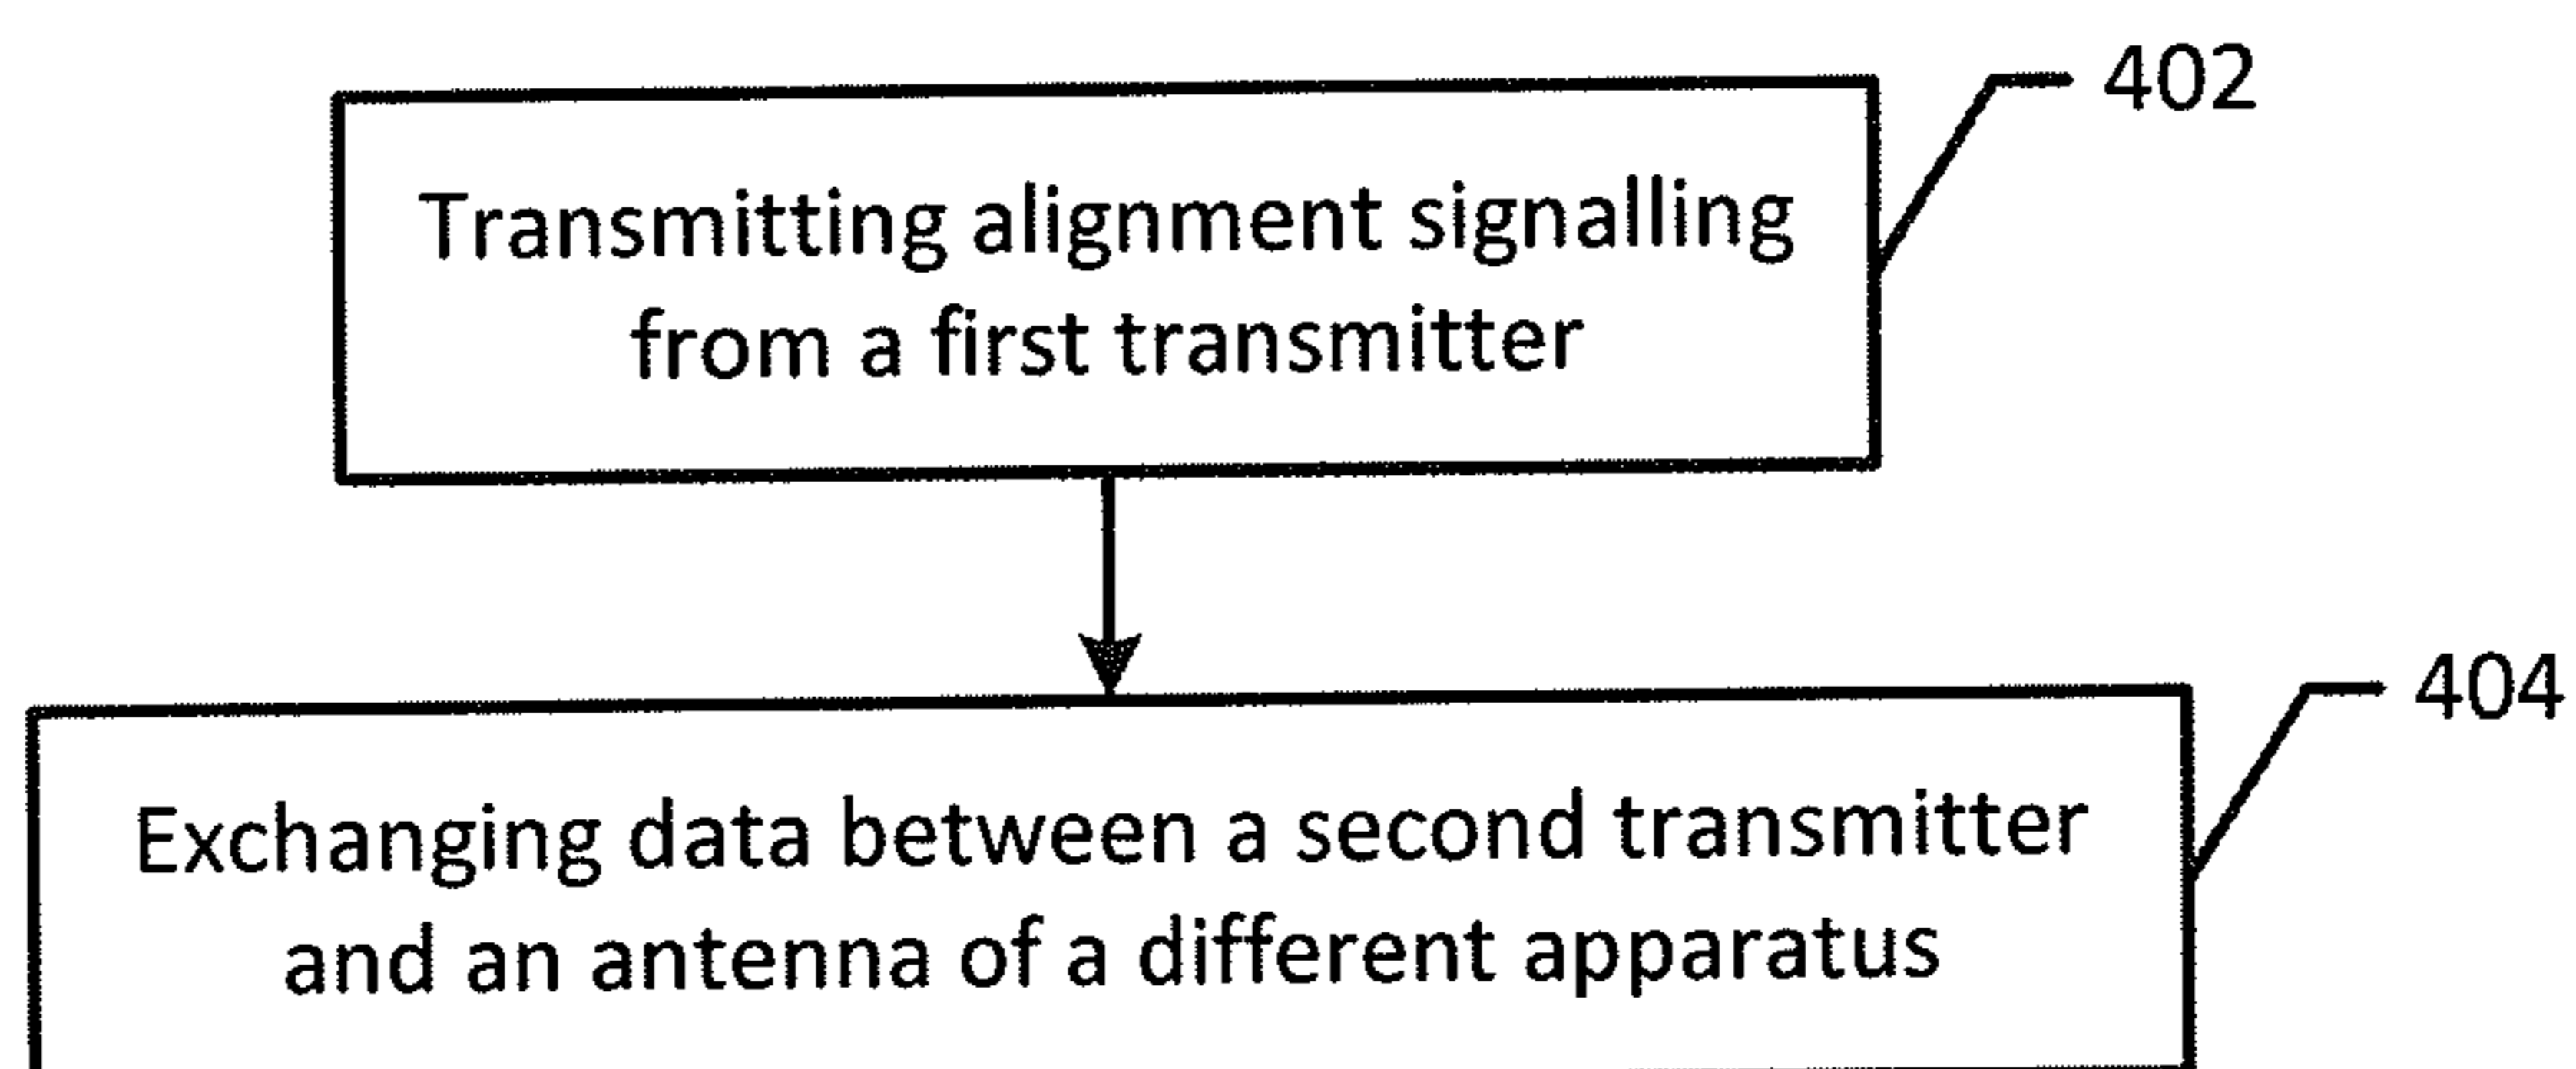 402
Transmitting alignment signalling
from a first transmitter
404
Exchanging data between a second transmitter
and an antenna of a different apparatus